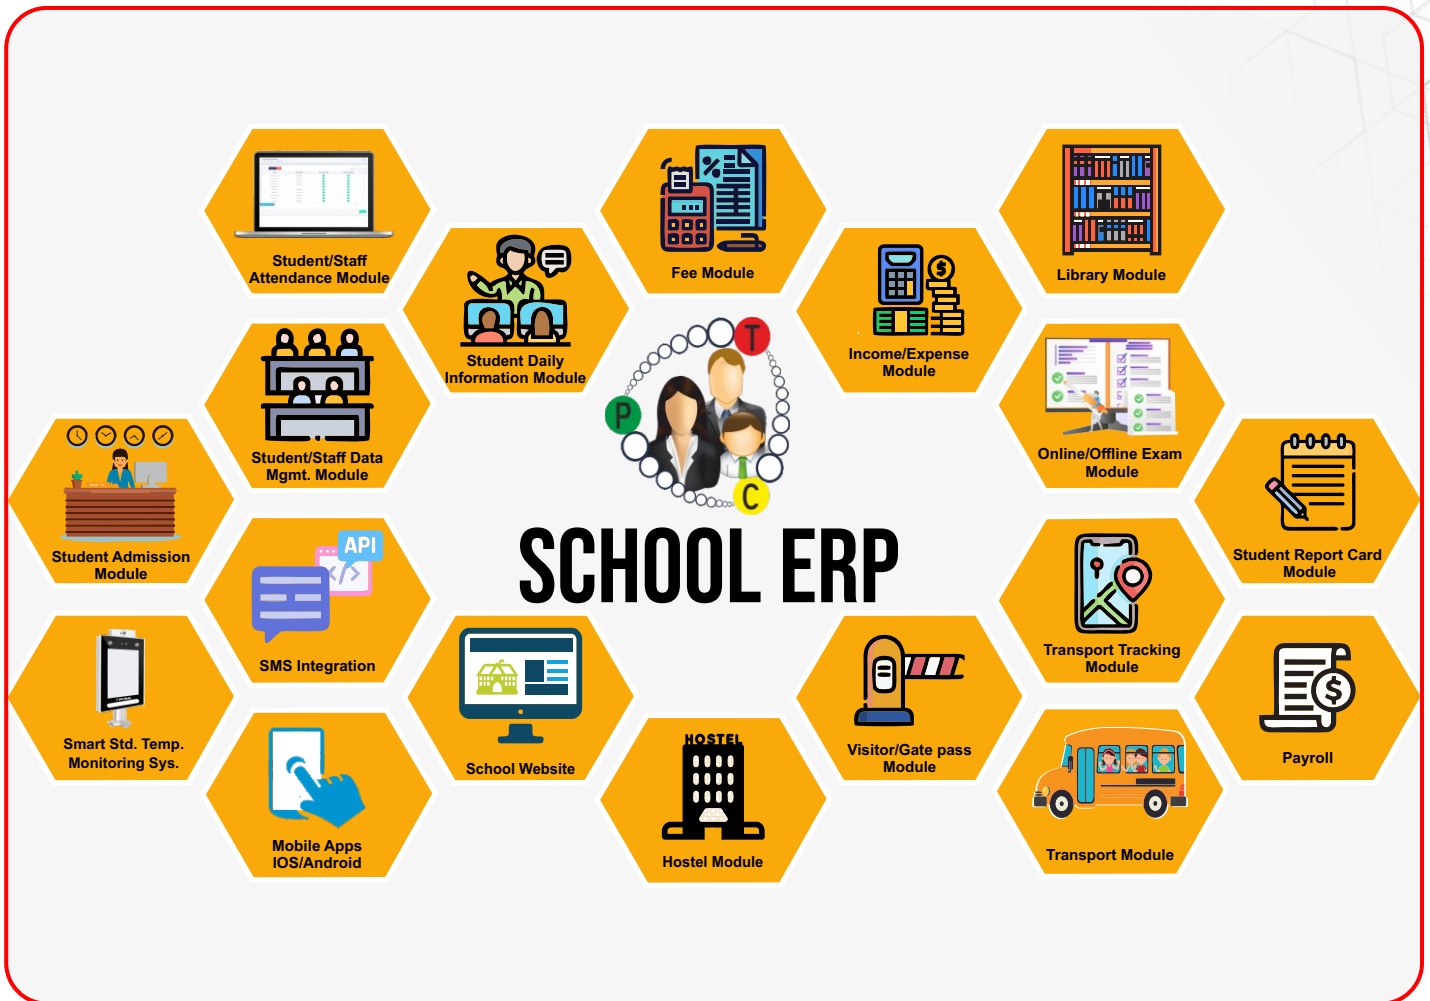 Student/Staff
Attendance Module
Fee Module
Library Module
Student Daily
Information Module
Income/Expense
Module
T
P
C
Student/Staff Data
Mgmt. Module
Online/Offline Exam
Module
Student Admission
Module
Student Report Card
Module
SCHOOL ERP
API
</>
SMS Integration
Transport Tracking
Module
Smart Std. Temp.
Monitoring Sys.
School Website
HOSTEL
Visitor/Gate pass
Module
Payroll
Mobile Apps
IOS/Android
Hostel Module
Transport Module